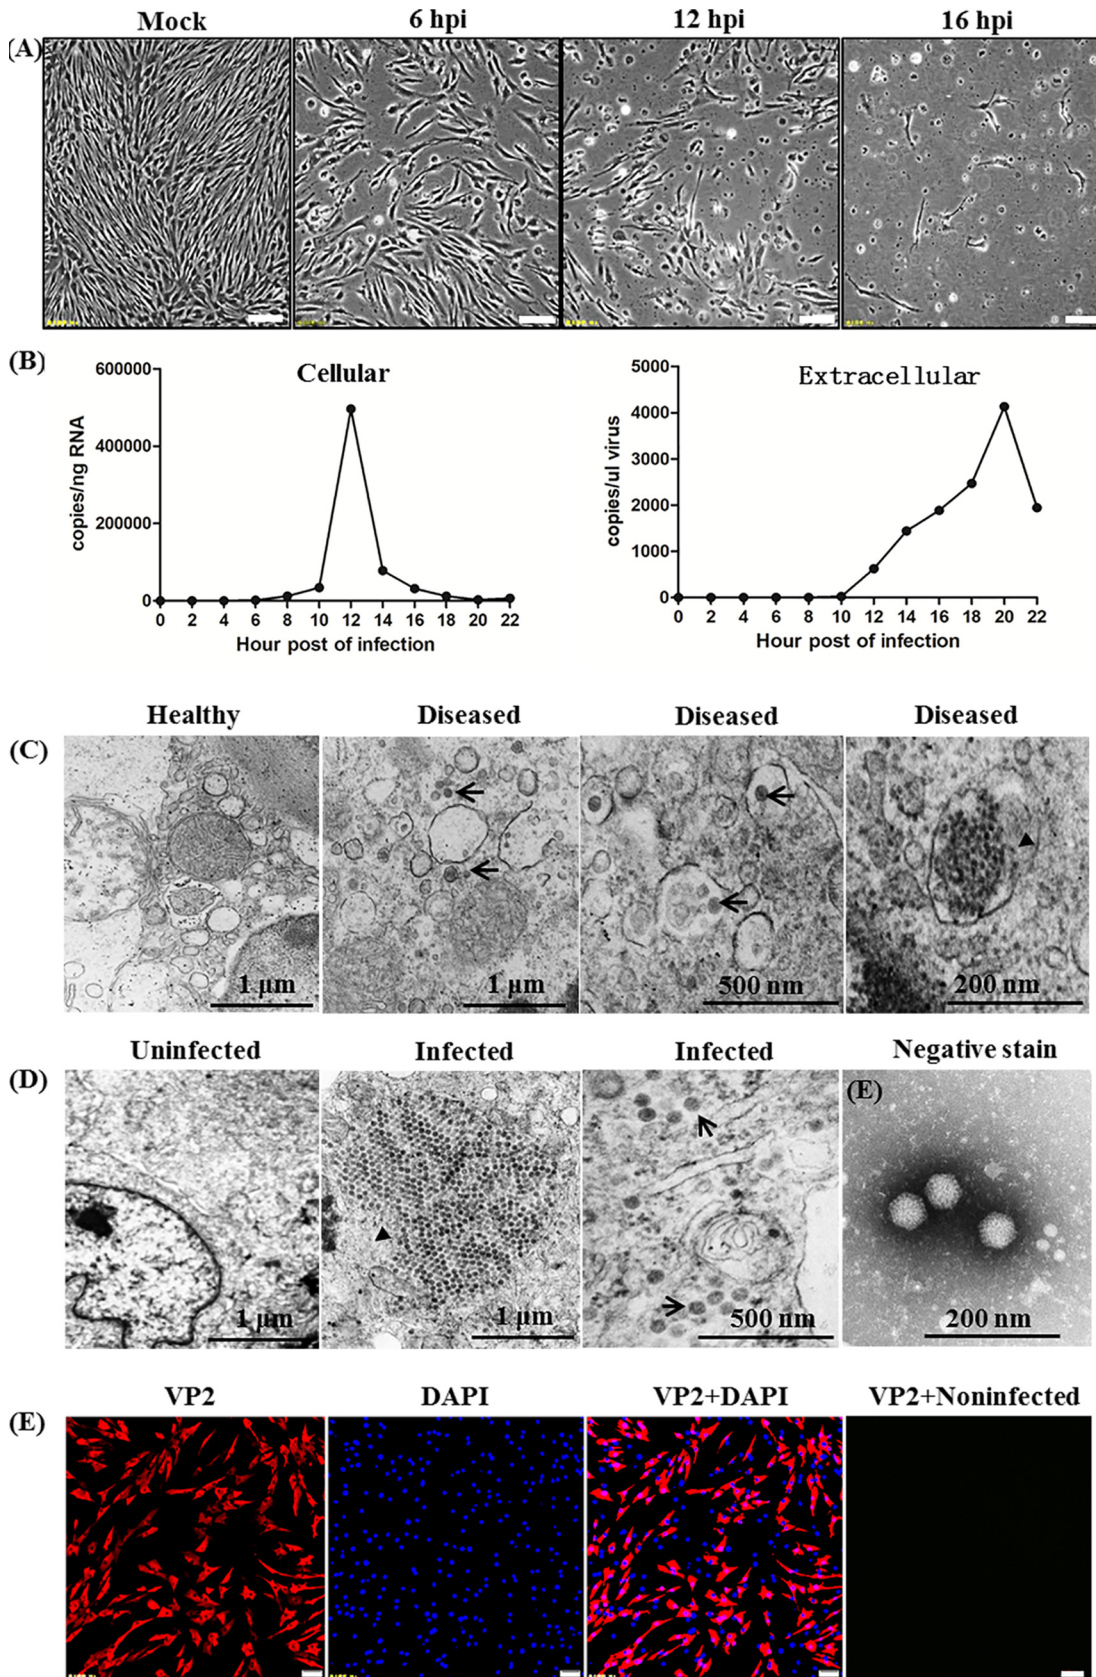 Mock 6 hpi 12 hpi 16 hpi
(A)
(B)
Cellular
copies/ng RNA
600000
400000
200000
0
0 2 4 6 8 10 12 14 16 18 20 22
Hour post of infection
Extracellular
copies/ul virus
5000
4000
3000
2000
1000
0
0 2 4 6 8 10 12 14 16 18 20 22
Hour post of infection
Healthy Diseased Diseased Diseased
(C)
1 μm 1 μm 500 nm 200 nm
Uninfected Infected Infected Negative stain
(D) (E)
1 μm 1 μm 500 nm 200 nm
VP2 DAPI VP2+DAPI VP2+Noninfected
(E)